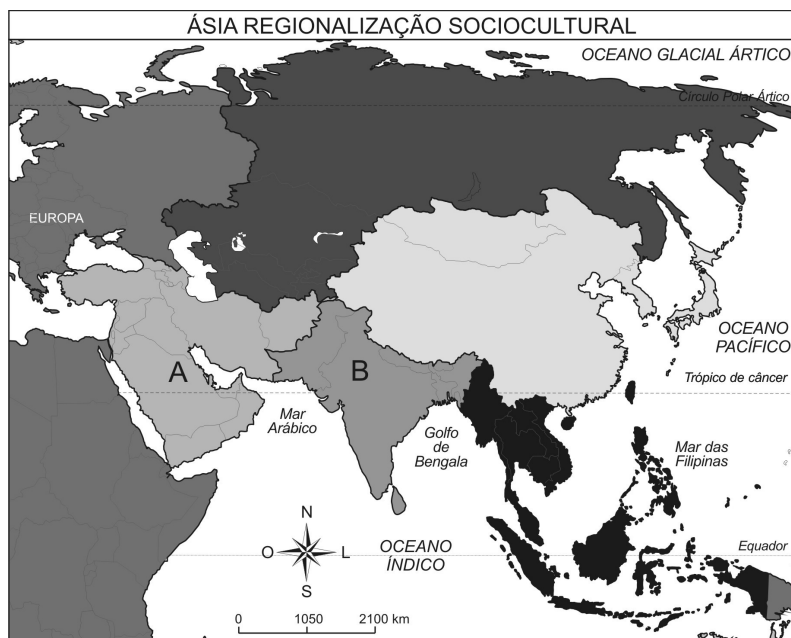 ÁSIA REGIONALIZAÇÃO SOCIOCULTURAL
OCEANO GLACIAL ÁRTICO
Círculo Polar Ártico
EUROPA
OCEANO
PACÍFICO
A
B
Trópico de câncer
Mar
Arábico
Golfo
de
Bengala
Mar das
Filipinas
N
O
L
S
OCEANO
ÍNDICO
Equador
0 1050 2100 km